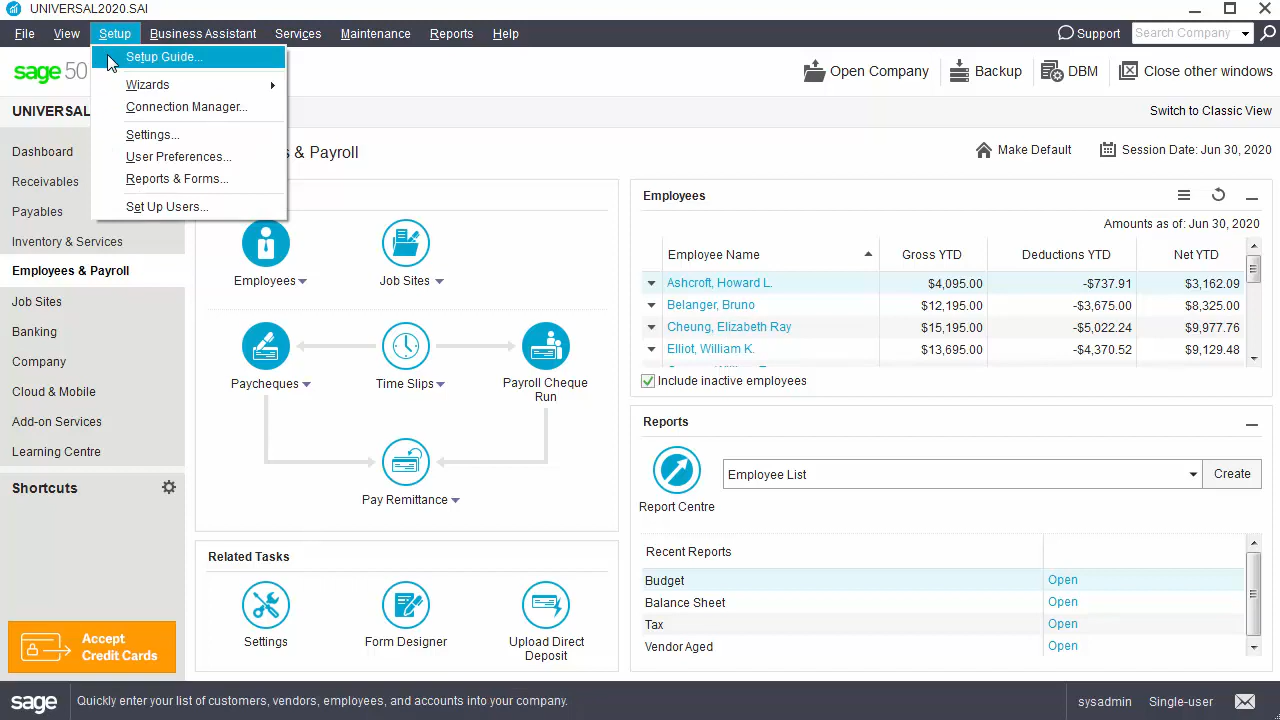 UNIVERSAL2020.SAI
File View Setup Business Assistant Services Maintenance Reports Help
Support Search Company
Setup Guide...
Wizards
Connection Manager...
Settings...
User Preferences...
Reports & Forms...
Set Up Users...
sage 50
Open Company Backup DBM Close other windows
UNIVERSAL
Switch to Classic View
& Payroll
Make Default Session Date: Jun 30, 2020
Dashboard
Receivables
Payables
Inventory & Services
Employees & Payroll
Job Sites
Banking
Company
Cloud & Mobile
Add-on Services
Learning Centre
Shortcuts
Accept
Credit Cards
Employees Job Sites
Paycheques Time Slips Payroll Cheque
Run
Pay Remittance
Related Tasks
Settings Form Designer Upload Direct
Deposit
Employees
Amounts as of: Jun 30, 2020
Employee Name Gross YTD Deductions YTD Net YTD
Ashcroft, Howard L. $4,095.00 -$737.91 $3,162.09
Belanger, Bruno $12,195.00 -$3,675.00 $8,325.00
Cheung, Elizabeth Ray $15,195.00 -$5,022.24 $9,977.76
Elliot, William K. $13,695.00 -$4,370.52 $9,129.48
Include inactive employees
Reports
Report Centre
Employee List Create
Recent Reports
Budget Open
Balance Sheet Open
Tax Open
Vendor Aged Open
sage Quickly enter your list of customers, vendors, employees, and accounts into your company. sysadmin Single-user